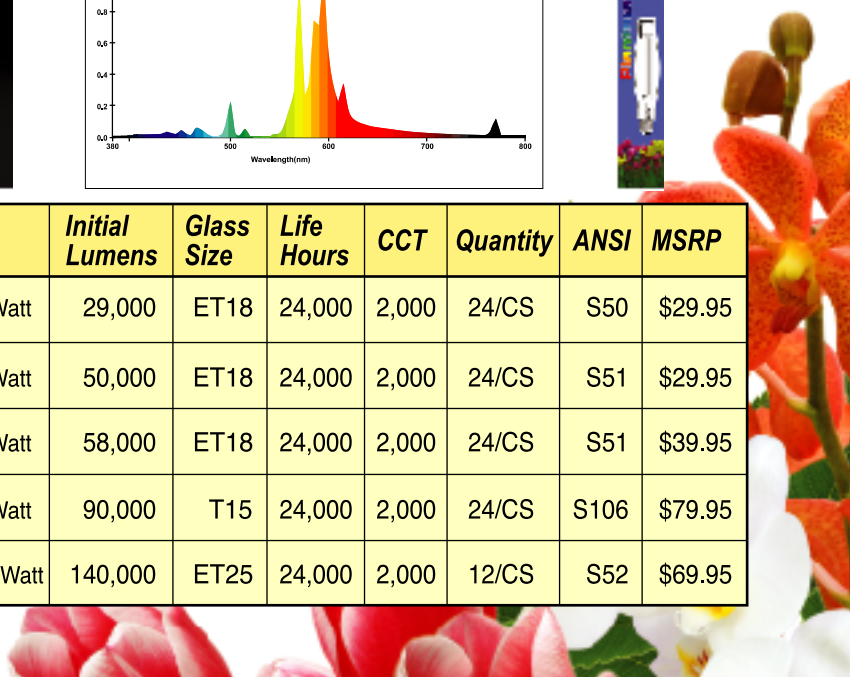 0.8
0.6
0.4
0.2
0.0
380 500 600 700 800
Wavelength(nm)
Initial Lumens Glass Size Life Hours CCT Quantity ANSI MSRP
Watt 29,000 ET18 24,000 2,000 24/CS S50 $29.95
Watt 50,000 ET18 24,000 2,000 24/CS S51 $29.95
Watt 58,000 ET18 24,000 2,000 24/CS S51 $39.95
Watt 90,000 T15 24,000 2,000 24/CS S106 $79.95
Watt 140,000 ET25 24,000 2,000 12/CS S52 $69.95